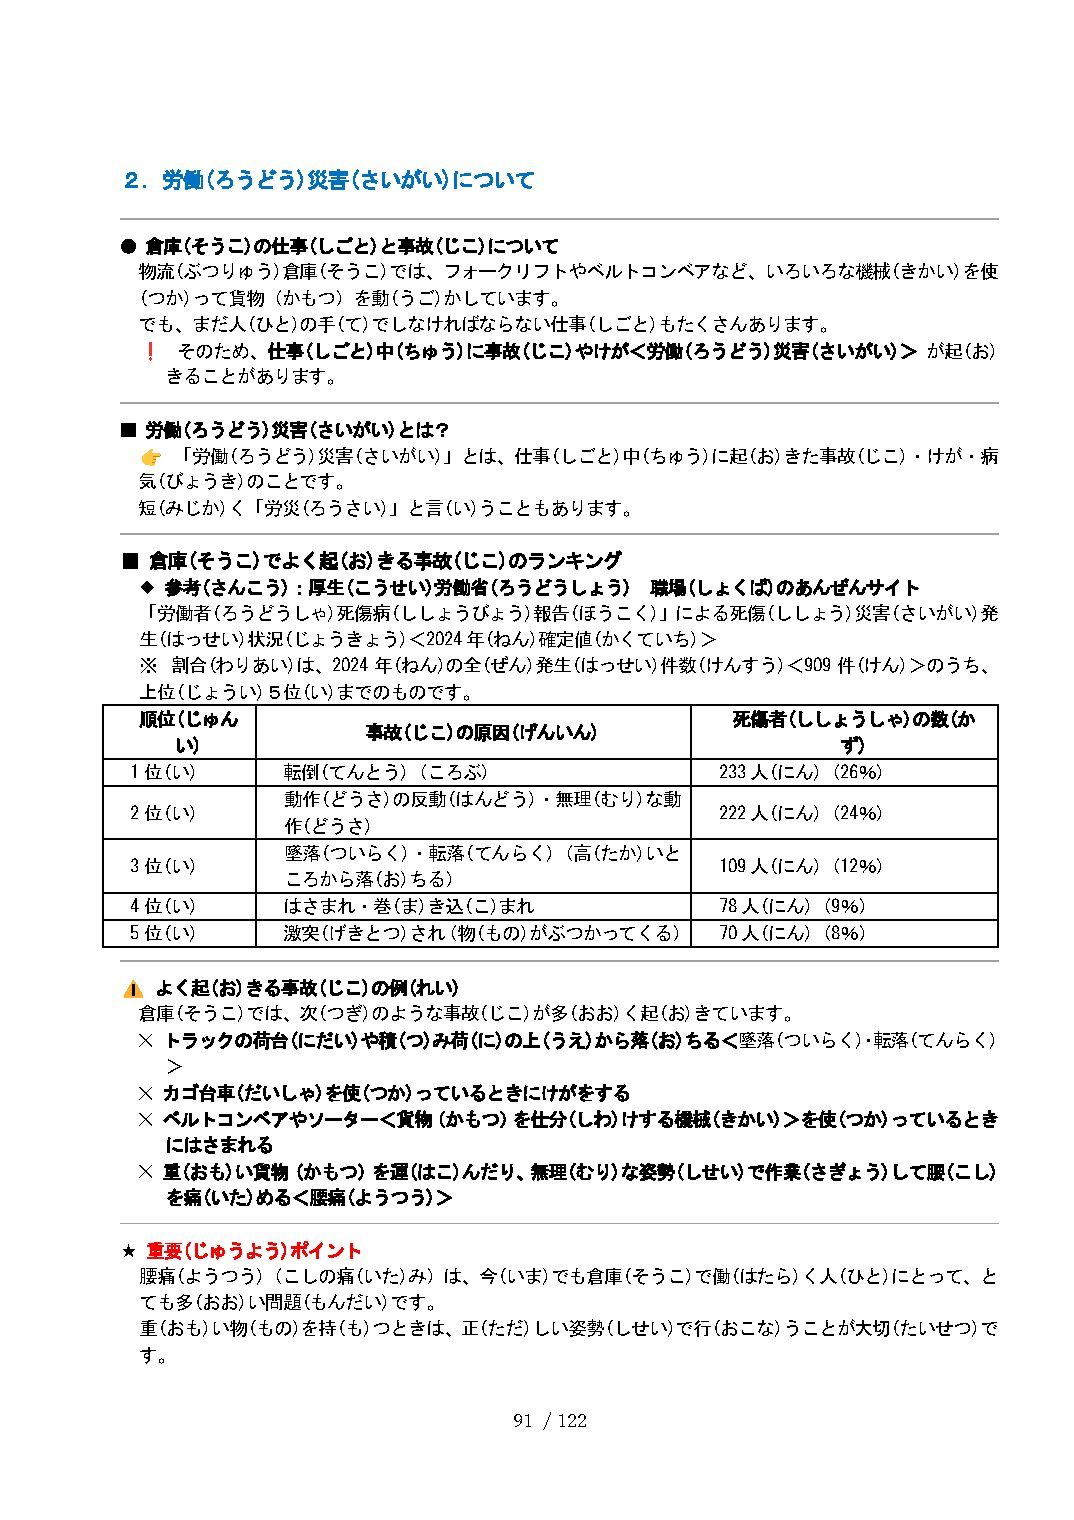 ２．労働(ろうどう)災害(さいがい)について
● 倉庫(そうこ)の仕事(しごと)と事故(じこ)について
物流(ぶつりゅう)倉庫(そうこ)では、フォークリフトやベルトコンベアなど、いろいろな機械(きかい)を使
(つか)って貨物（かもつ）を動(うご)かしています。
でも、まだ人(ひと)の手(て)でしなければならない仕事(しごと)もたくさんあります。
❗ そのため、仕事(しごと)中(ちゅう)に事故(じこ)やけが＜労働(ろうどう)災害(さいがい)＞ が起(お)
きることがあります。
■ 労働(ろうどう)災害(さいがい)とは？
👉 「労働(ろうどう)災害(さいがい)」とは、仕事(しごと)中(ちゅう)に起(お)きた事故(じこ)・けが・病
気(びょうき)のことです。
短(みじか)く「労災(ろうさい)」と言(い)うこともあります。
■ 倉庫(そうこ)でよく起(お)きる事故(じこ)のランキング
◆ 参考(さんこう)：厚生(こうせい)労働省(ろうどうしょう) 職場(しょくば)のあんぜんサイト
「労働者(ろうどうしゃ)死傷病(ししょうびょう)報告(ほうこく)」による死傷(ししょう)災害(さいがい)発
生(はっせい)状況(じょうきょう)＜2024 年(ねん)確定値(かくていち)＞
※ 割合(わりあい)は、2024 年(ねん)の全(ぜん)発生(はっせい)件数(けんすう)＜909 件(けん)＞のうち、
上位(じょうい)５位(い)までのものです。
順位(じゅん
い)
事故(じこ)の原因(げんいん)
死傷者(ししょうしゃ)の数(か
ず)
1 位(い) 転倒(てんとう)（ころぶ） 233 人(にん)（26%）
2 位(い) 動作(どうさ)の反動(はんどう)・無理(むり)な動
作(どうさ) 222 人(にん)（24%）
3 位(い) 墜落(ついらく)・転落(てんらく)（高(たか)いと
ころから落(お)ちる） 109 人(にん)（12%）
4 位(い) はさまれ・巻(ま)き込(こ)まれ 78 人(にん)（9%）
5 位(い) 激突(げきとつ)され(物(もの)がぶつかってくる) 70 人(にん)（8%）
⚠ よく起(お)きる事故(じこ)の例(れい)
倉庫(そうこ)では、次(つぎ)のような事故(じこ)が多(おお)く起(お)きています。
× トラックの荷台(にだい)や積(つ)み荷(に)の上(うえ)から落(お)ちる＜墜落(ついらく)・転落(てんらく)
＞
× カゴ台車(だいしゃ)を使(つか)っているときにけがをする
× ベルトコンベアやソーター＜貨物（かもつ）を仕分(しわ)けする機械(きかい)＞を使(つか)っているとき
にはさまれる
× 重(おも)い貨物（かもつ）を運(はこ)んだり、無理(むり)な姿勢(しせい)で作業(さぎょう)して腰(こし)
を痛(いた)める＜腰痛(ようつう)＞
★ 重要(じゅうよう)ポイント
腰痛(ようつう)（こしの痛(いた)み）は、今(いま)でも倉庫(そうこ)で働(はたら)く人(ひと)にとって、と
ても多(おお)い問題(もんだい)です。
重(おも)い物(もの)を持(も)つときは、正(ただ)しい姿勢(しせい)で行(おこな)うことが大切(たいせつ)で
す。
91 / 122